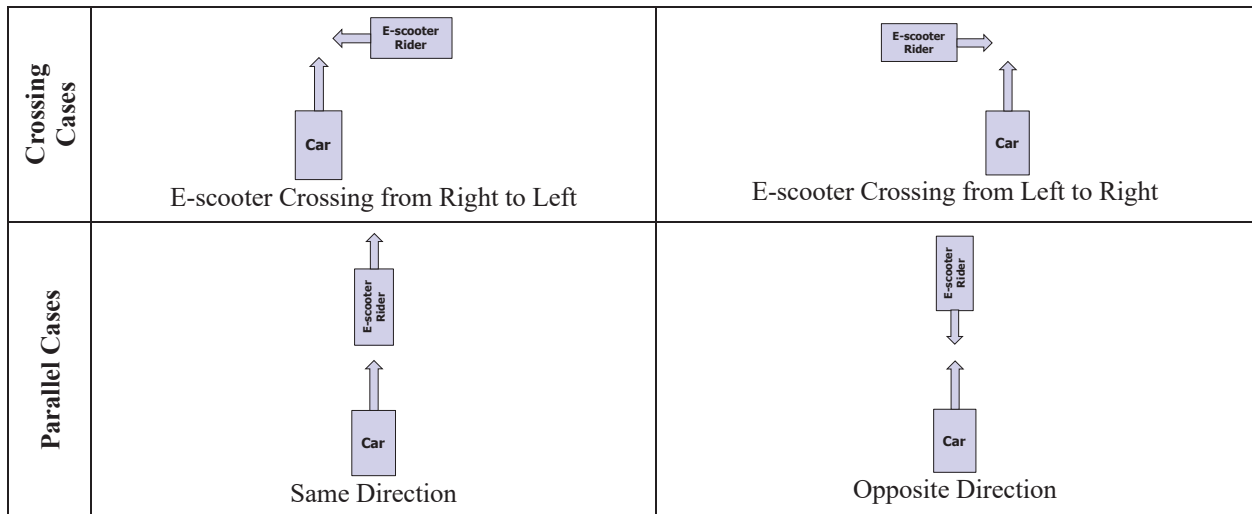 Crossing
Cases
E-scooter
Rider
Car
E-scooter Crossing from Right to Left
E-scooter
Rider
Car
E-scooter Crossing from Left to Right
Parallel Cases
E-scooter
Rider
Car
Same Direction
E-scooter
Rider
Car
Opposite Direction